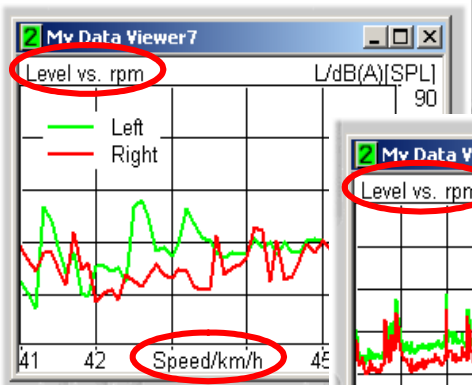 2 My Data Viewer7
Level vs. rpm L/dB(A)[SPL]
90
Left
Right
41 42 Speed/km/h 45
2 My Data V
Level vs. rpm